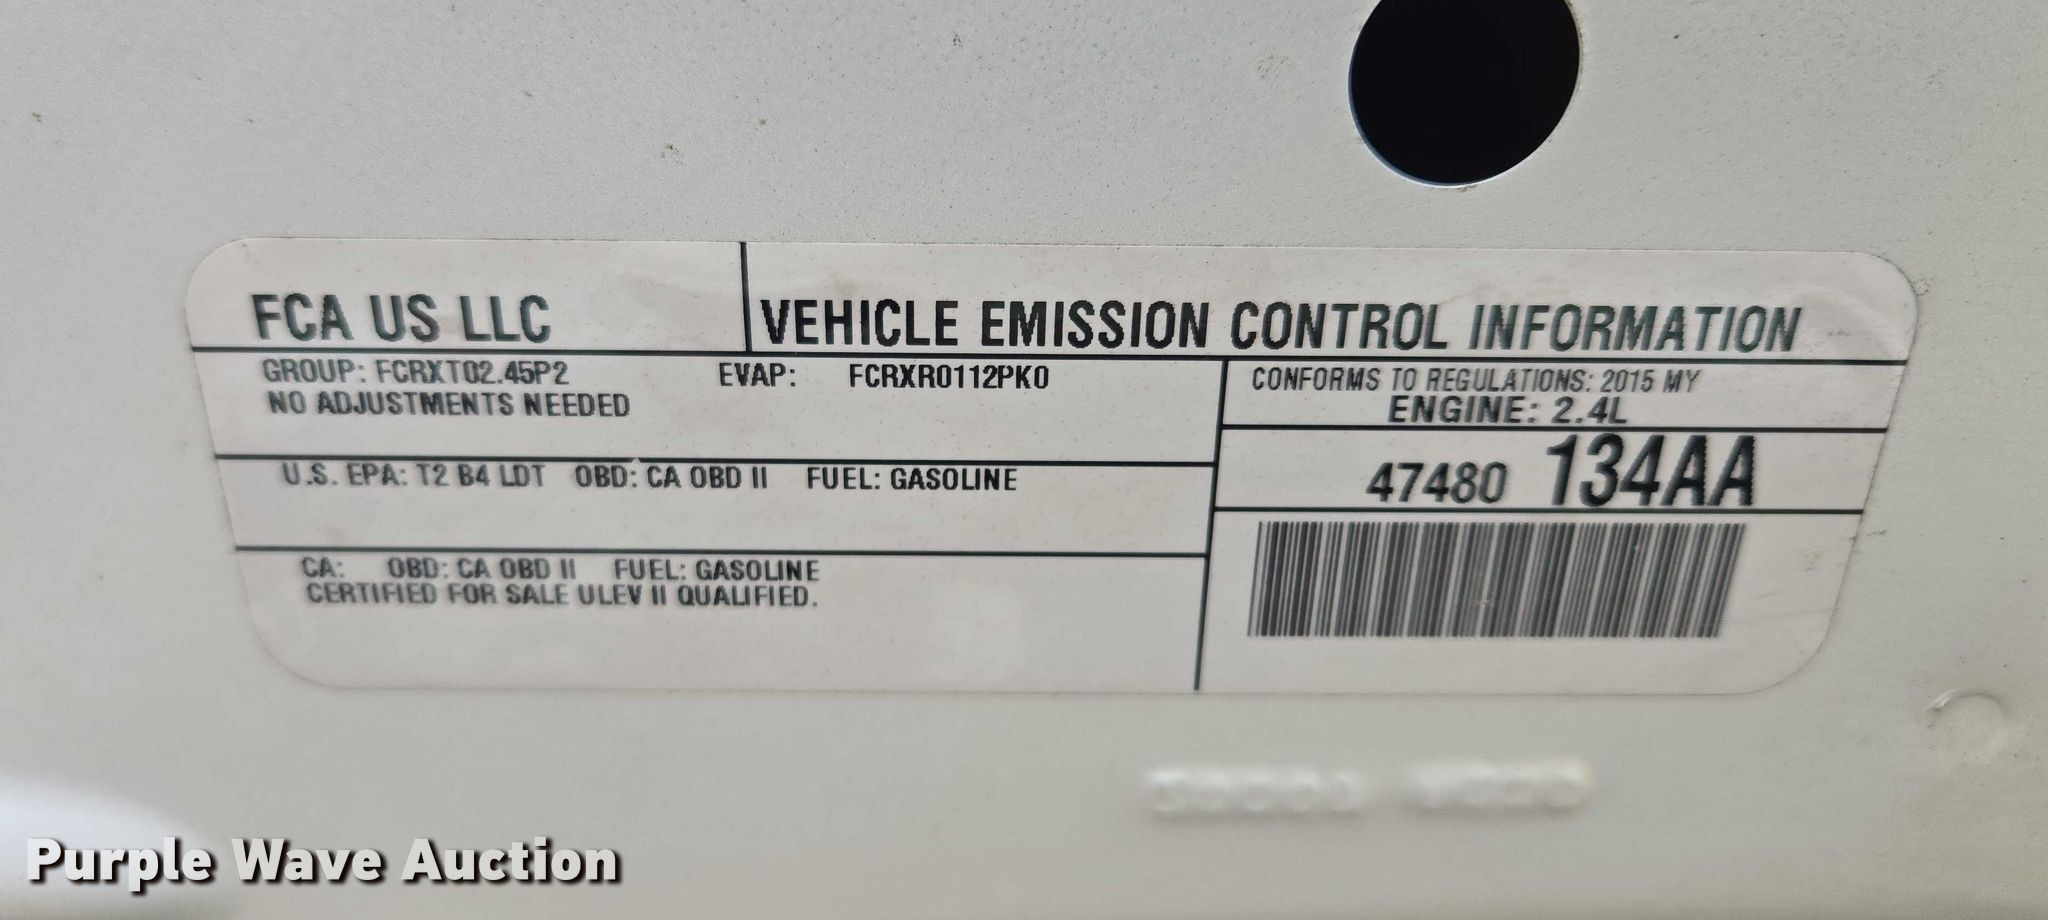 FCA US LLC
VEHICLE EMISSION CONTROL INFORMATION
GROUP: FCRXT02.45P2 EVAP: FCRXR0112PK0
NO ADJUSTMENTS NEEDED
CONFORMS TO REGULATIONS: 2015 MY
ENGINE: 2.4L
U.S. EPA: T2 B4 LDT OBD: CA OBD II FUEL: GASOLINE
47480 134AA
CA: OBD: CA OBD II FUEL: GASOLINE
CERTIFIED FOR SALE ULEV II QUALIFIED.
Purple Wave Auction